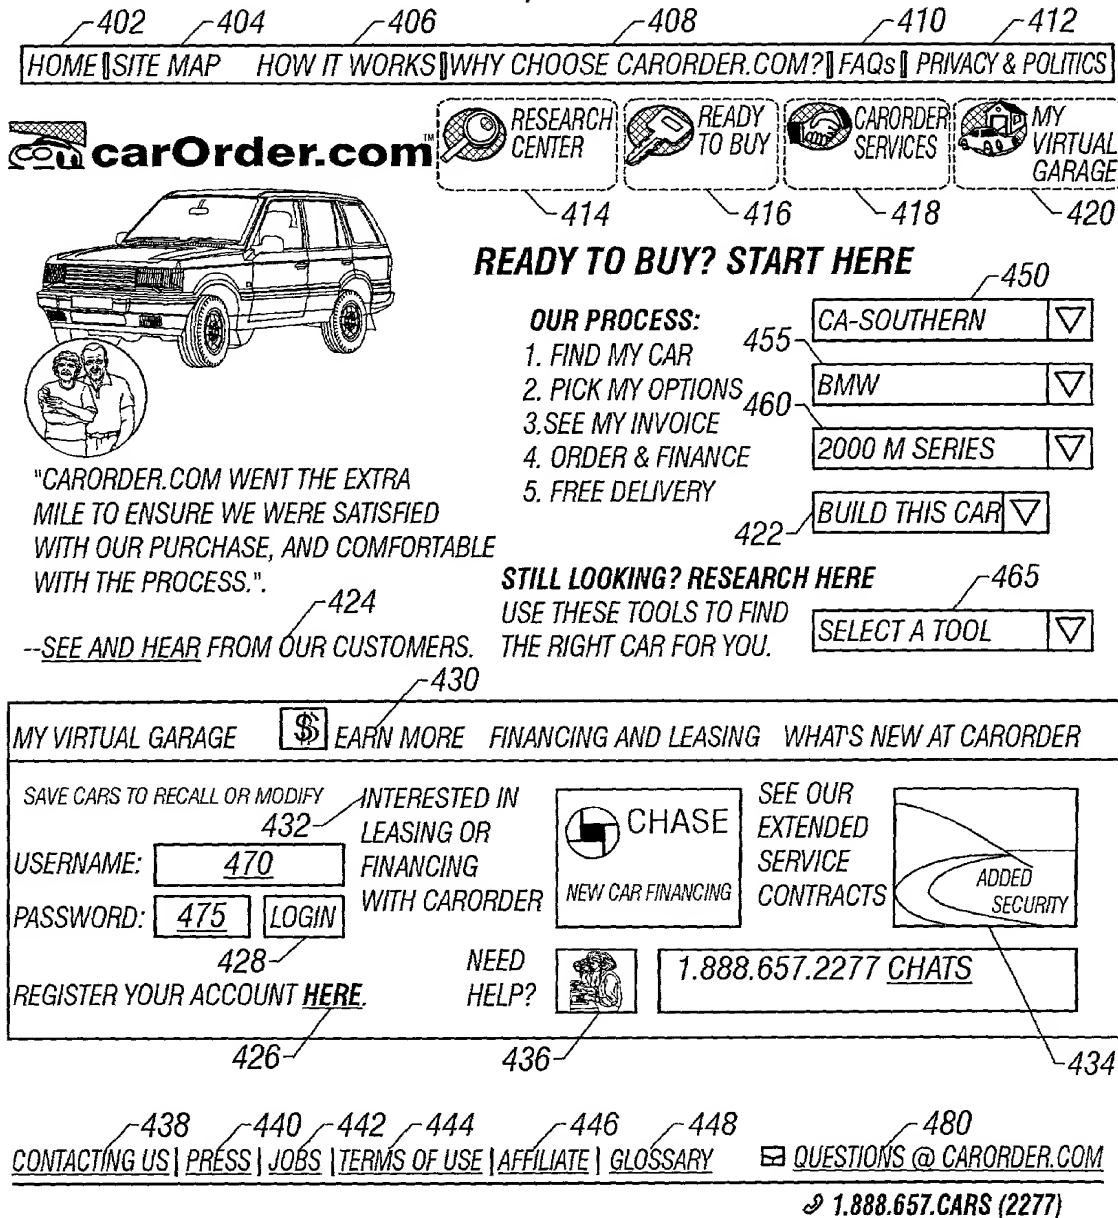 402 404 406 408 410 412
HOME SITE MAP HOW IT WORKS WHY CHOOSE CARORDER.COM? FAQs PRIVACY & POLITICS
carOrder.com™
RESEARCH CENTER
READY TO BUY
CARORDER SERVICES
MY VIRTUAL GARAGE
414 416 418 420
READY TO BUY? START HERE
450
OUR PROCESS:
1. FIND MY CAR
2. PICK MY OPTIONS
3.SEE MY INVOICE
4. ORDER & FINANCE
5. FREE DELIVERY
CA-SOUTHERN
455
BMW
460
2000 M SERIES
422
BUILD THIS CAR
"CARORDER.COM WENT THE EXTRA
MILE TO ENSURE WE WERE SATISFIED
WITH OUR PURCHASE, AND COMFORTABLE
WITH THE PROCESS.".
424
--SEE AND HEAR FROM OUR CUSTOMERS.
STILL LOOKING? RESEARCH HERE
465
USE THESE TOOLS TO FIND
THE RIGHT CAR FOR YOU.
SELECT A TOOL
430
MY VIRTUAL GARAGE $ EARN MORE FINANCING AND LEASING WHAT'S NEW AT CARORDER
SAVE CARS TO RECALL OR MODIFY
432
USERNAME: 470
PASSWORD: 475 LOGIN
428
REGISTER YOUR ACCOUNT HERE.
426
INTERESTED IN
LEASING OR
FINANCING
WITH CARORDER
CHASE
NEW CAR FINANCING
SEE OUR
EXTENDED
SERVICE
CONTRACTS
ADDED
SECURITY
NEED
HELP?
1.888.657.2277 CHATS
436
434
438 440 442 444 446 448 480
CONTACTING US | PRESS | JOBS | TERMS OF USE | AFFILIATE | GLOSSARY QUESTIONS @ CARORDER.COM
1.888.657.CARS (2277)